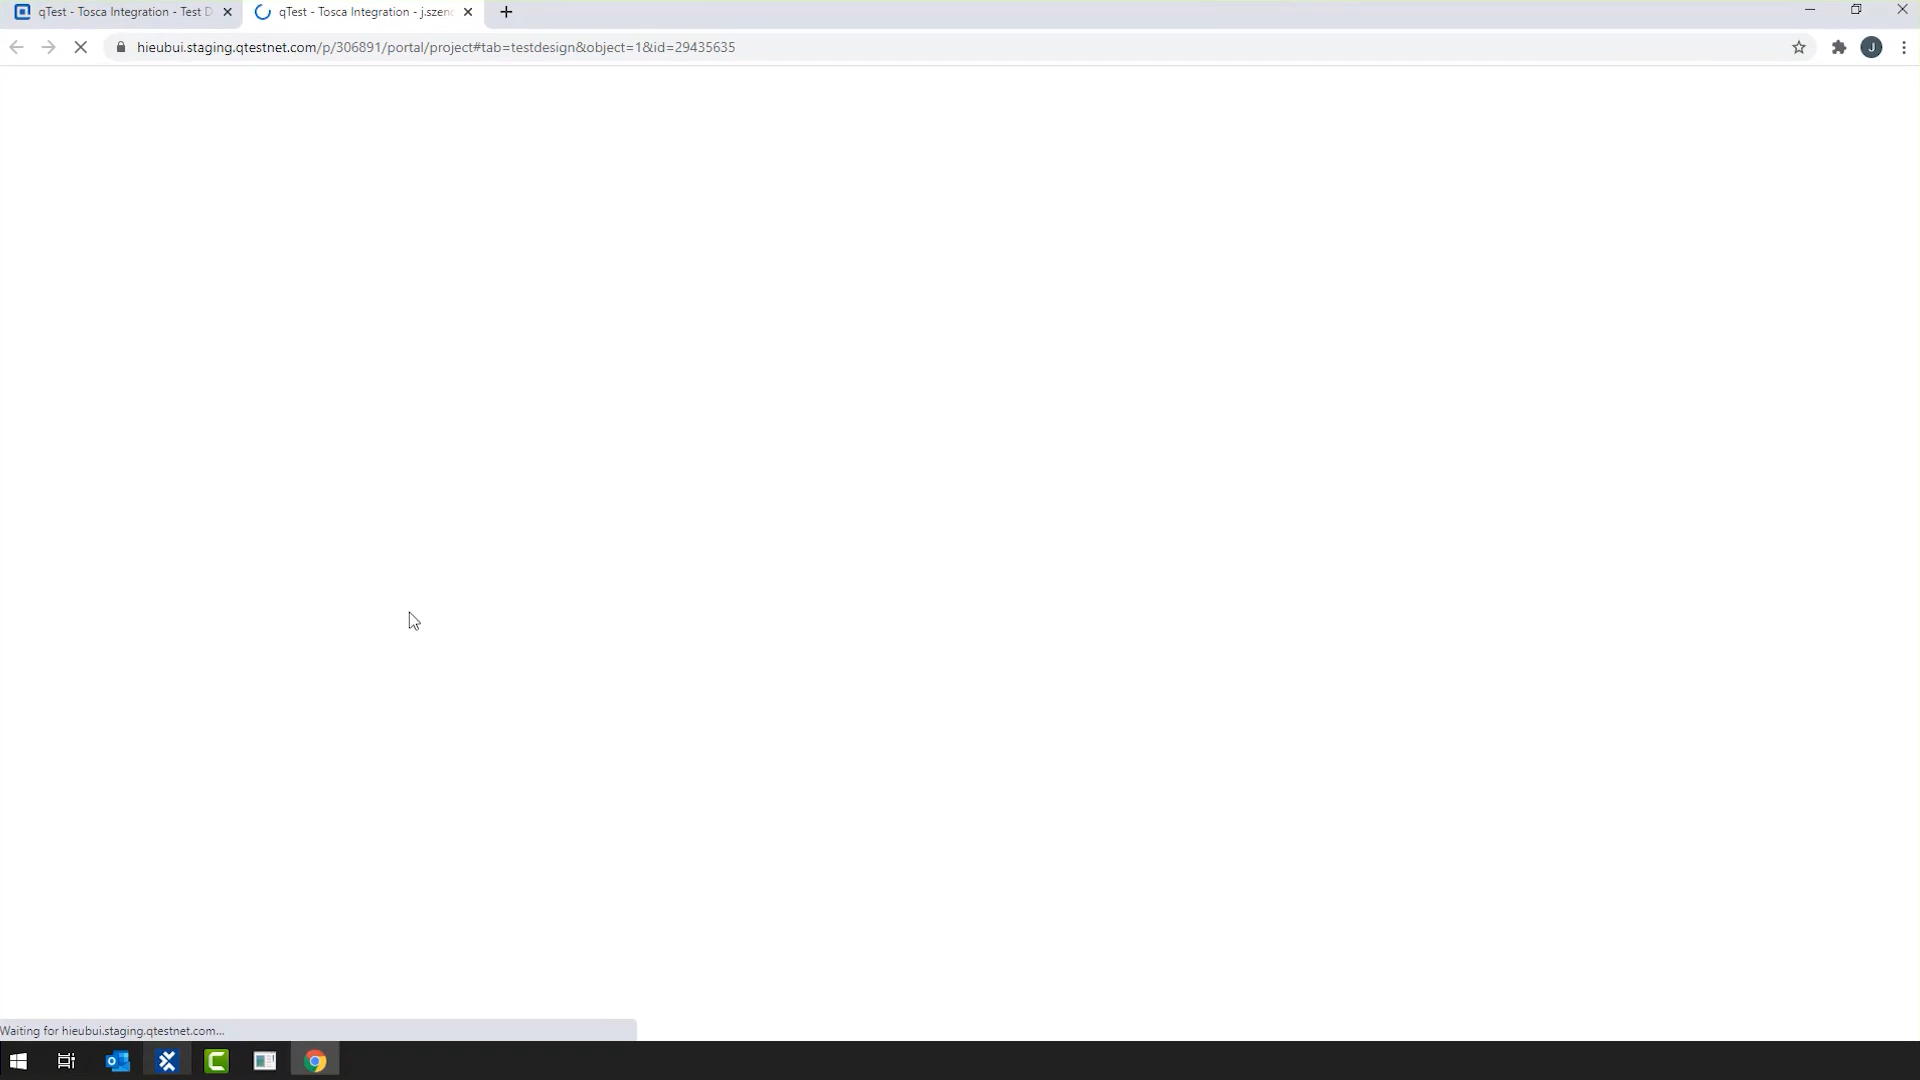 qTest - Tosca Integration - Test D
qTest - Tosca Integration - j.szenc
hieubui.staging.qtestnet.com/p/306891/portal/project#tab=testdesign&object=1&id=29435635
J
Waiting for hieubui.staging.qtestnet.com...